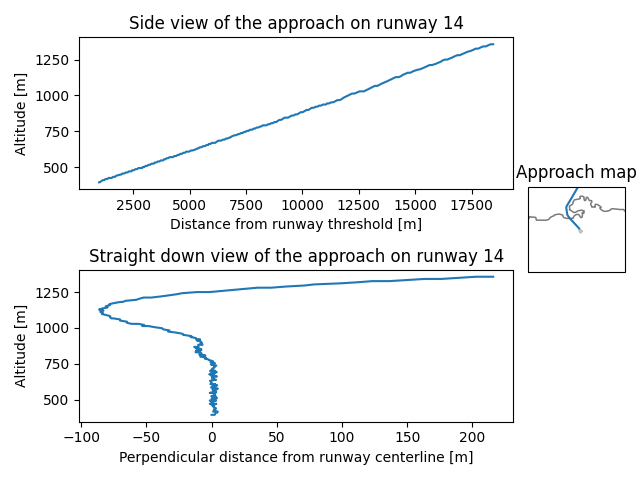 Side view of the approach on runway 14
Altitude [m]
1250
1000
750
500
2500 5000 7500 10000 12500 15000 17500
Distance from runway threshold [m]
Approach map
Straight down view of the approach on runway 14
Altitude [m]
1250
1000
750
500
−100 −50 0 50 100 150 200
Perpendicular distance from runway centerline [m]